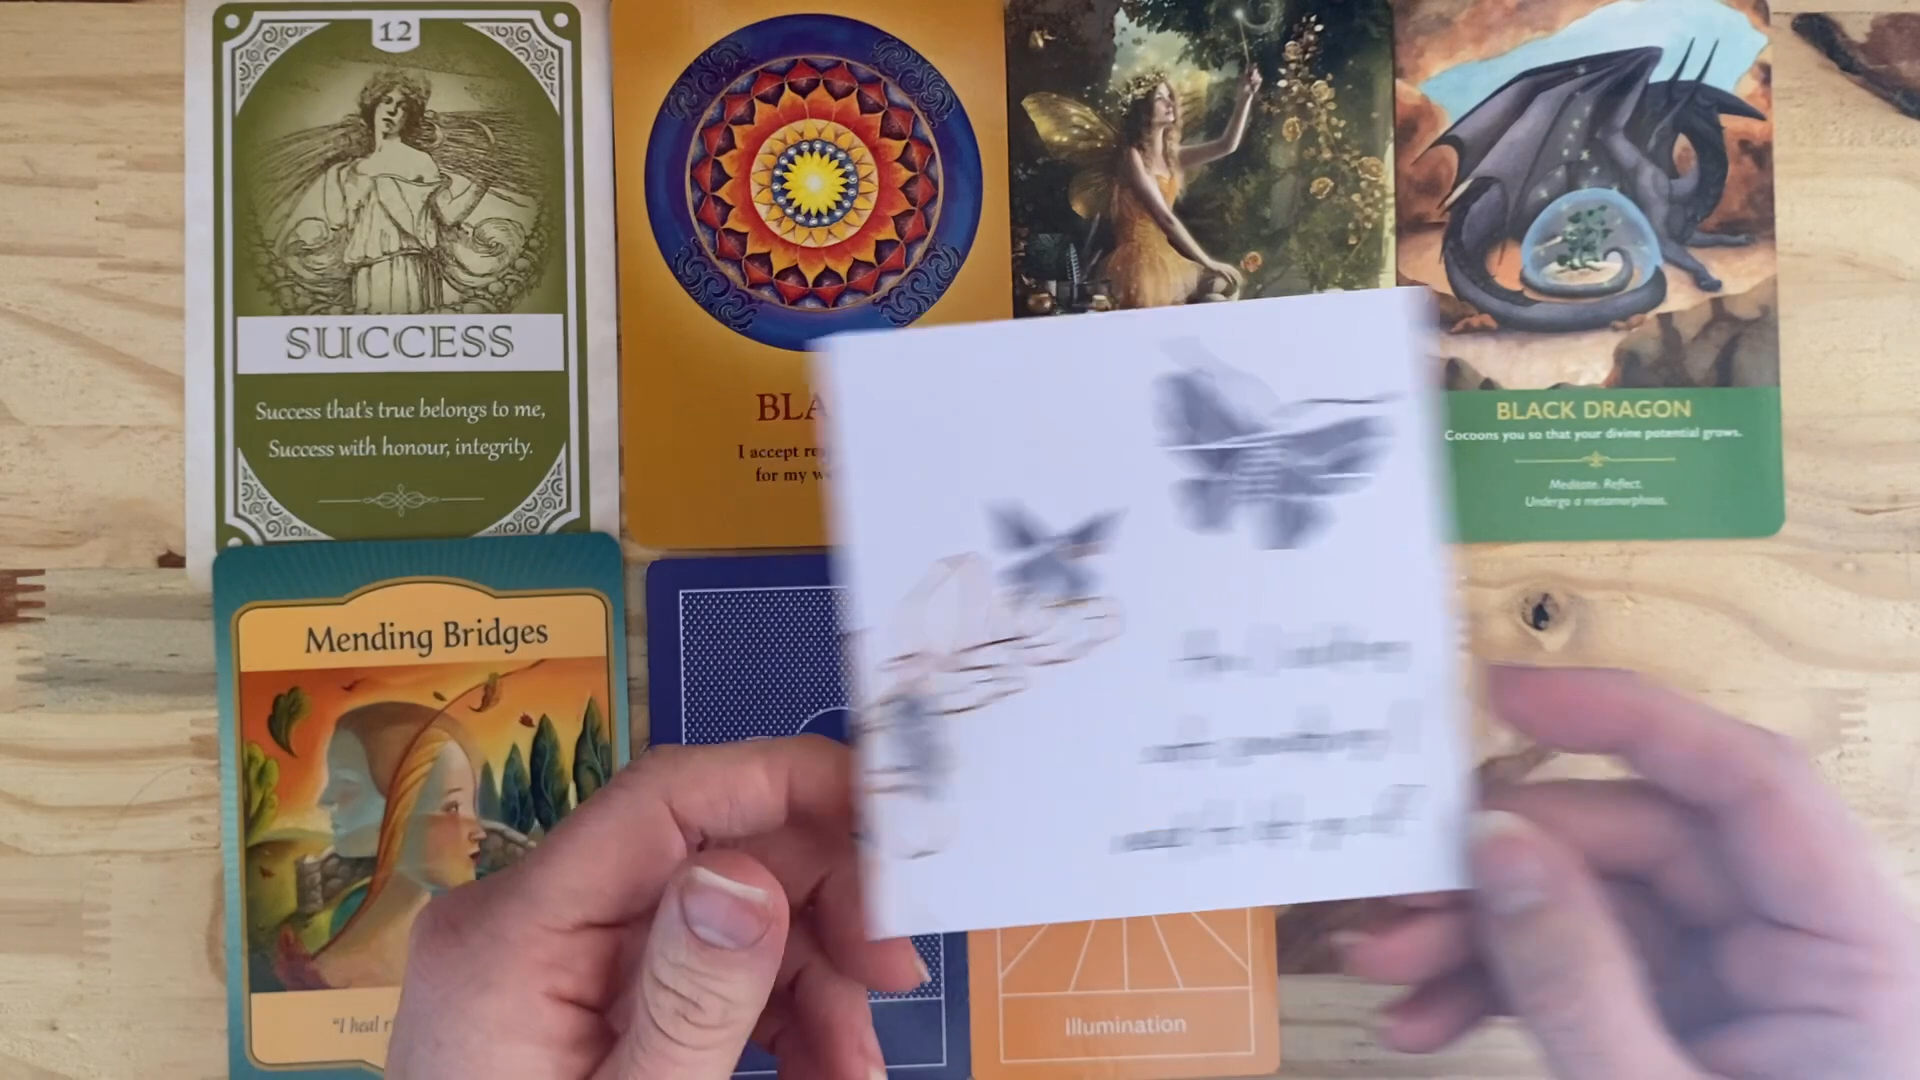 12
SUCCESS
Success that's true belongs to me,
Success with honour, integrity.
BLA
I accept re
for my w
BLACK DRAGON
Cocoons you so that your divine potential grows.
Meditate. Reflect.
Undergo a metamorphosis.
Mending Bridges
"I heal
Illumination